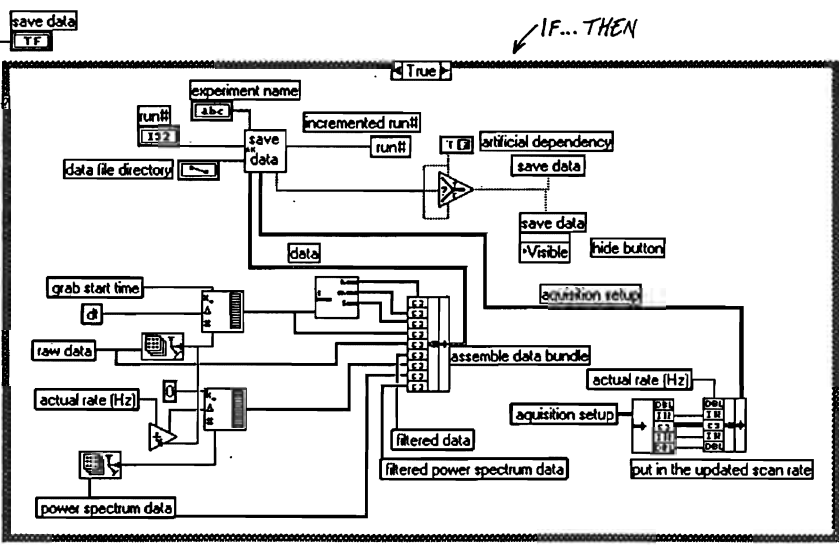 save data
TF
IF... THEN
True
experiment name
abc
run#
I32
incremented run#
save
data
run#
data file directory
T F
artificial dependency
save data
?
save data
Visible
hide button
data
grab start time
dt
aquisition setup
raw data
assemble data bundle
actual rate (Hz)
0
actual rate (Hz)
DBL
DBL
aquisition setup
filtered data
filtered power spectrum data
put in the updated scan rate
power spectrum data